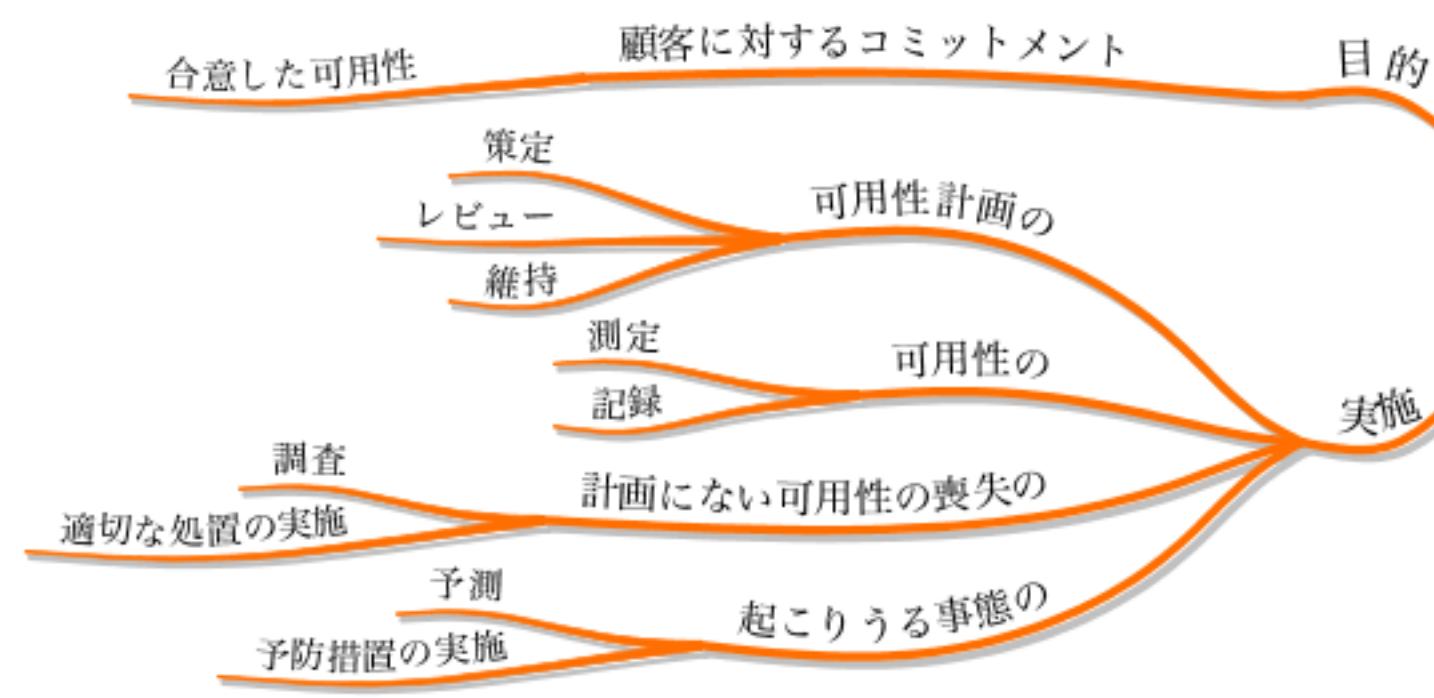 目的
顧客に対するコミットメント
合意した可用性
実施
可用性計画の
策定
レビュー
維持
可用性の
測定
記録
計画にない可用性の喪失の
調査
適切な処置の実施
起こりうる事態の
予測
予防措置の実施